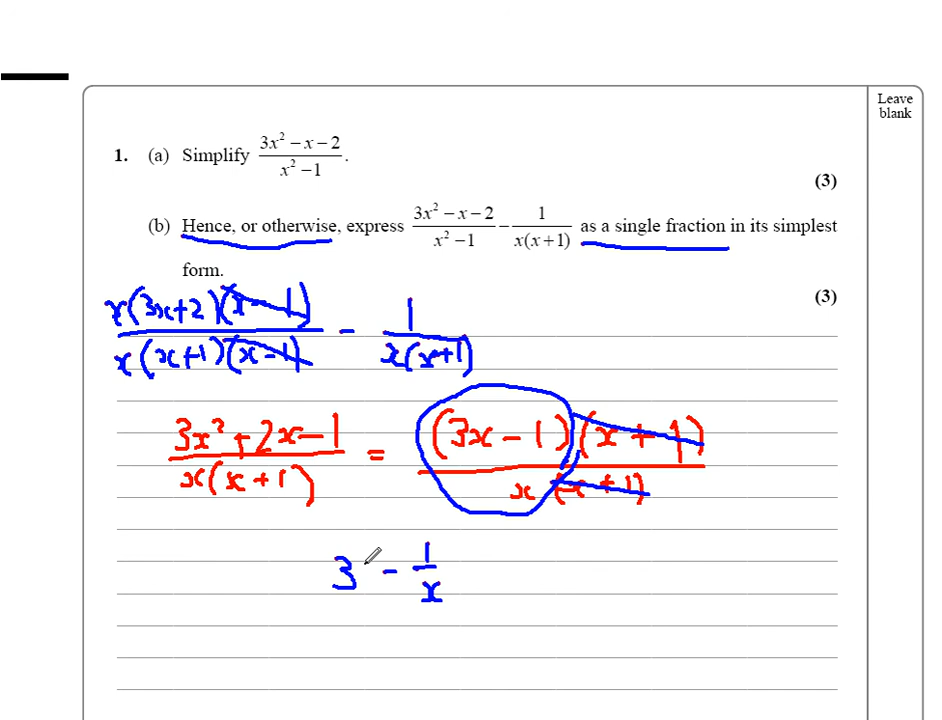 Leave
blank
1. (a) Simplify (3x² − x − 2)/(x² − 1).
(3)
(b) Hence, or otherwise, express (3x² − x − 2)/(x² − 1) − 1/(x(x + 1)) as a single fraction in its simplest
form.
(3)
x(3x+2)(x−1)/x(x+1)(x−1) − 1/x(x+1)
3x²+2x−1/x(x+1) = (3x−1)(x+1)/x(x+1)
3 − 1/x